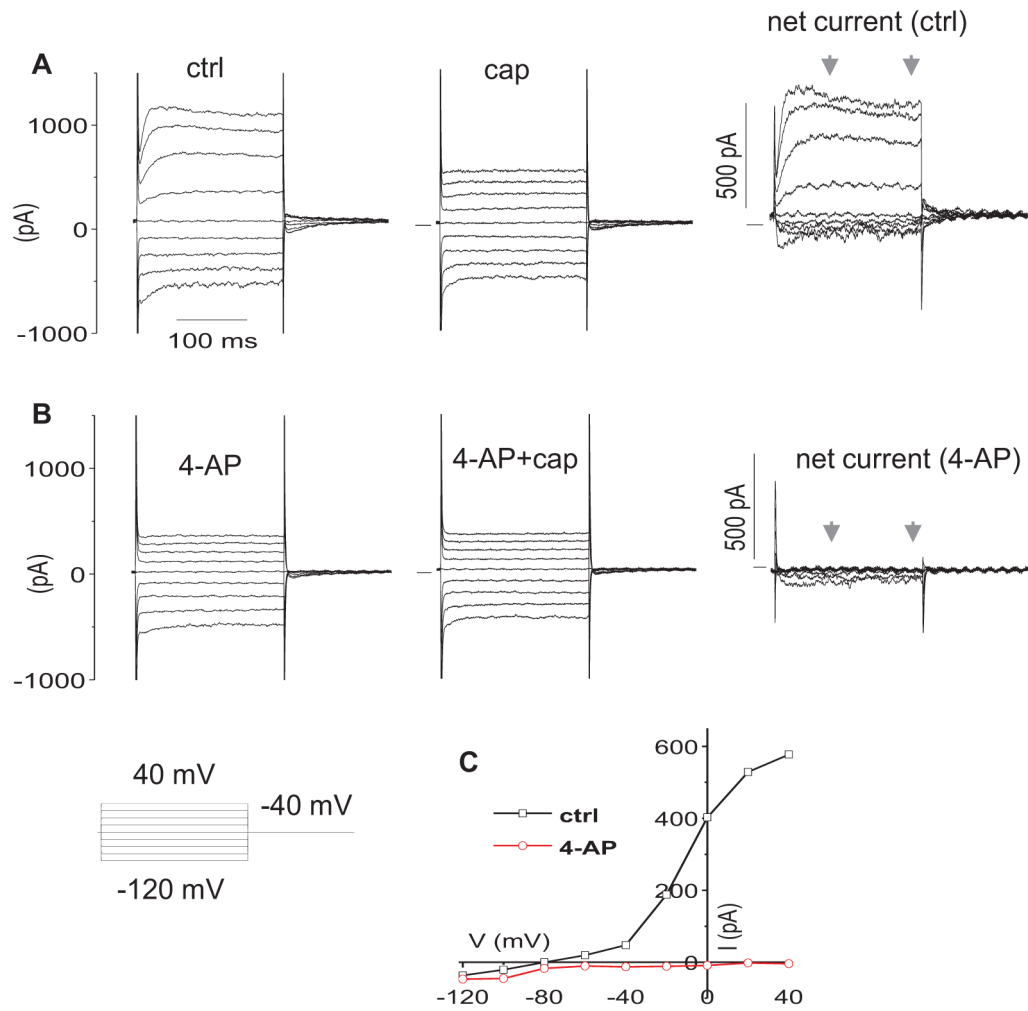 A
ctrl
cap
net current (ctrl)
1000
0
-1000
(pA)
100 ms
500 pA
B
4-AP
4-AP+cap
net current (4-AP)
1000
0
-1000
(pA)
500 pA
40 mV
-40 mV
-120 mV
C
ctrl
4-AP
600
400
200
0
I (pA)
V (mV)
-120
-80
-40
0
40